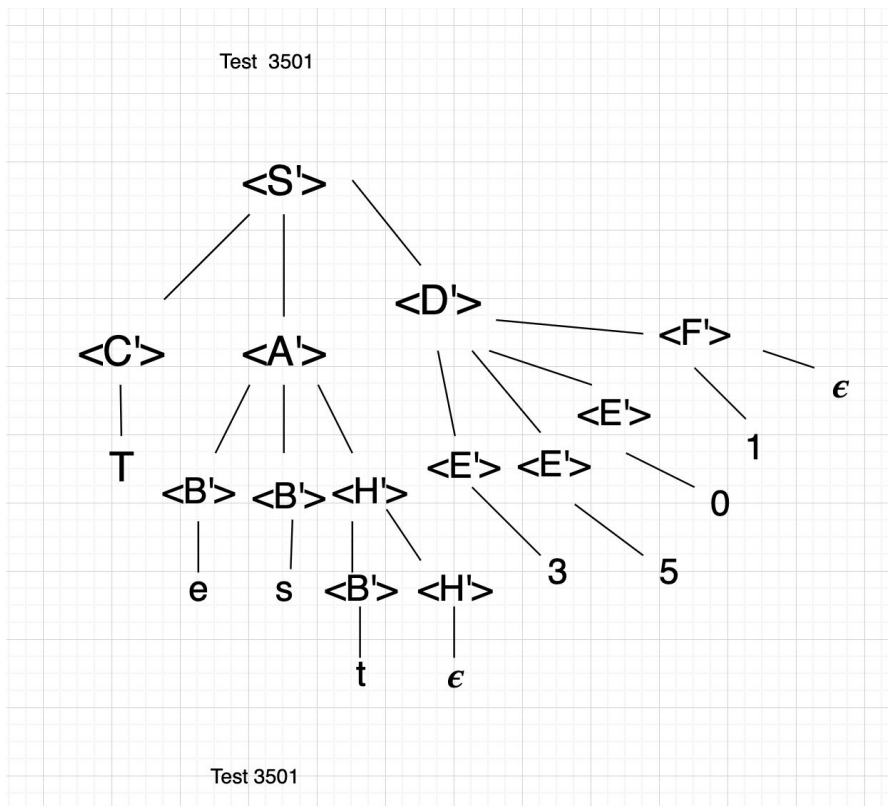 Test 3501
<S'>
<D'>
<F'>
<C'> <A'>
ϵ
<E'>
1
T
<E'> <E'>
<B'> <B'> <H'>
0
3 5
e s <B'> <H'>
t ϵ
Test 3501